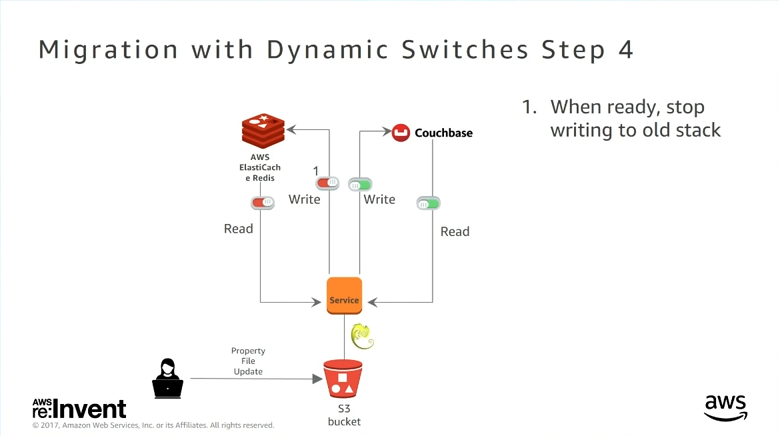 Migration with Dynamic Switches Step 4
1. When ready, stop
writing to old stack
AWS
ElastiCach
e Redis
Couchbase
1
Write
Write
Read
Read
Service
Property
File
Update
S3
bucket
AWS
re:Invent
© 2017, Amazon Web Services, Inc. or its Affiliates. All rights reserved.
aws